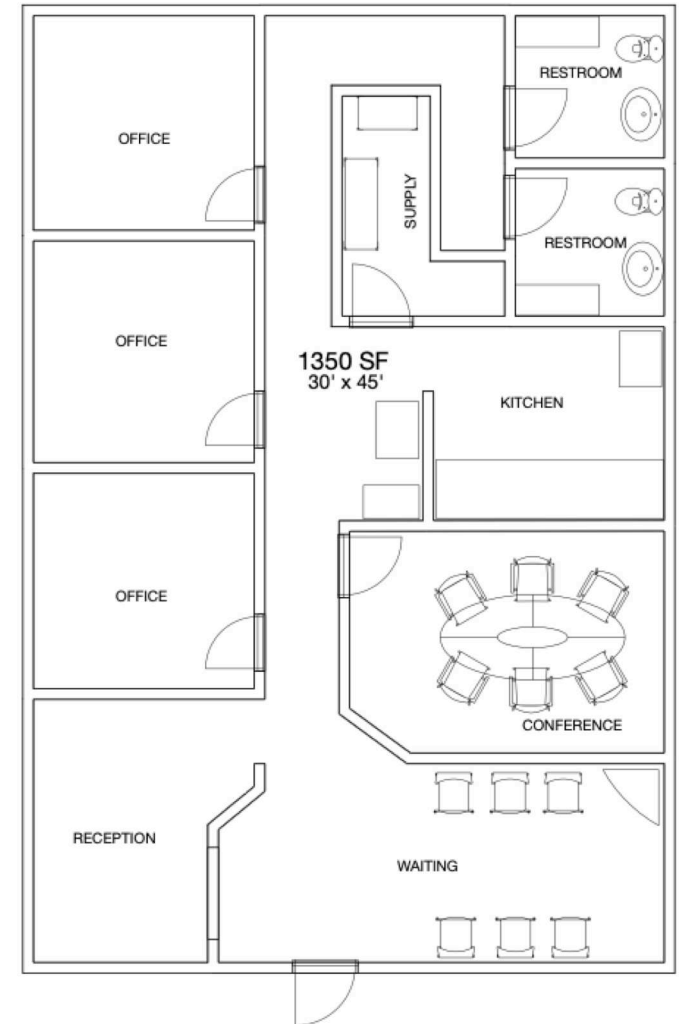 RESTROOM
OFFICE
SUPPLY
RESTROOM
OFFICE
1350 SF
30' x 45'
KITCHEN
OFFICE
CONFERENCE
RECEPTION
WAITING